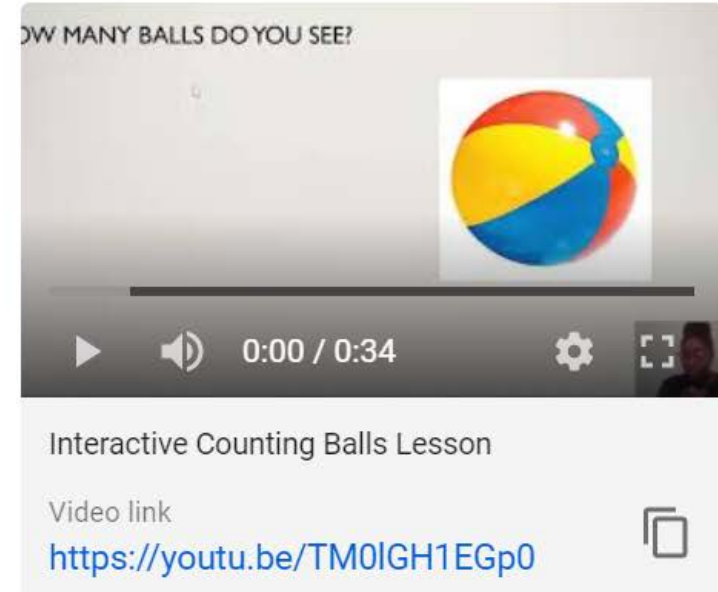 OW MANY BALLS DO YOU SEE?
0:00 / 0:34
Interactive Counting Balls Lesson
Video link
https://youtu.be/TM0lGH1EGp0